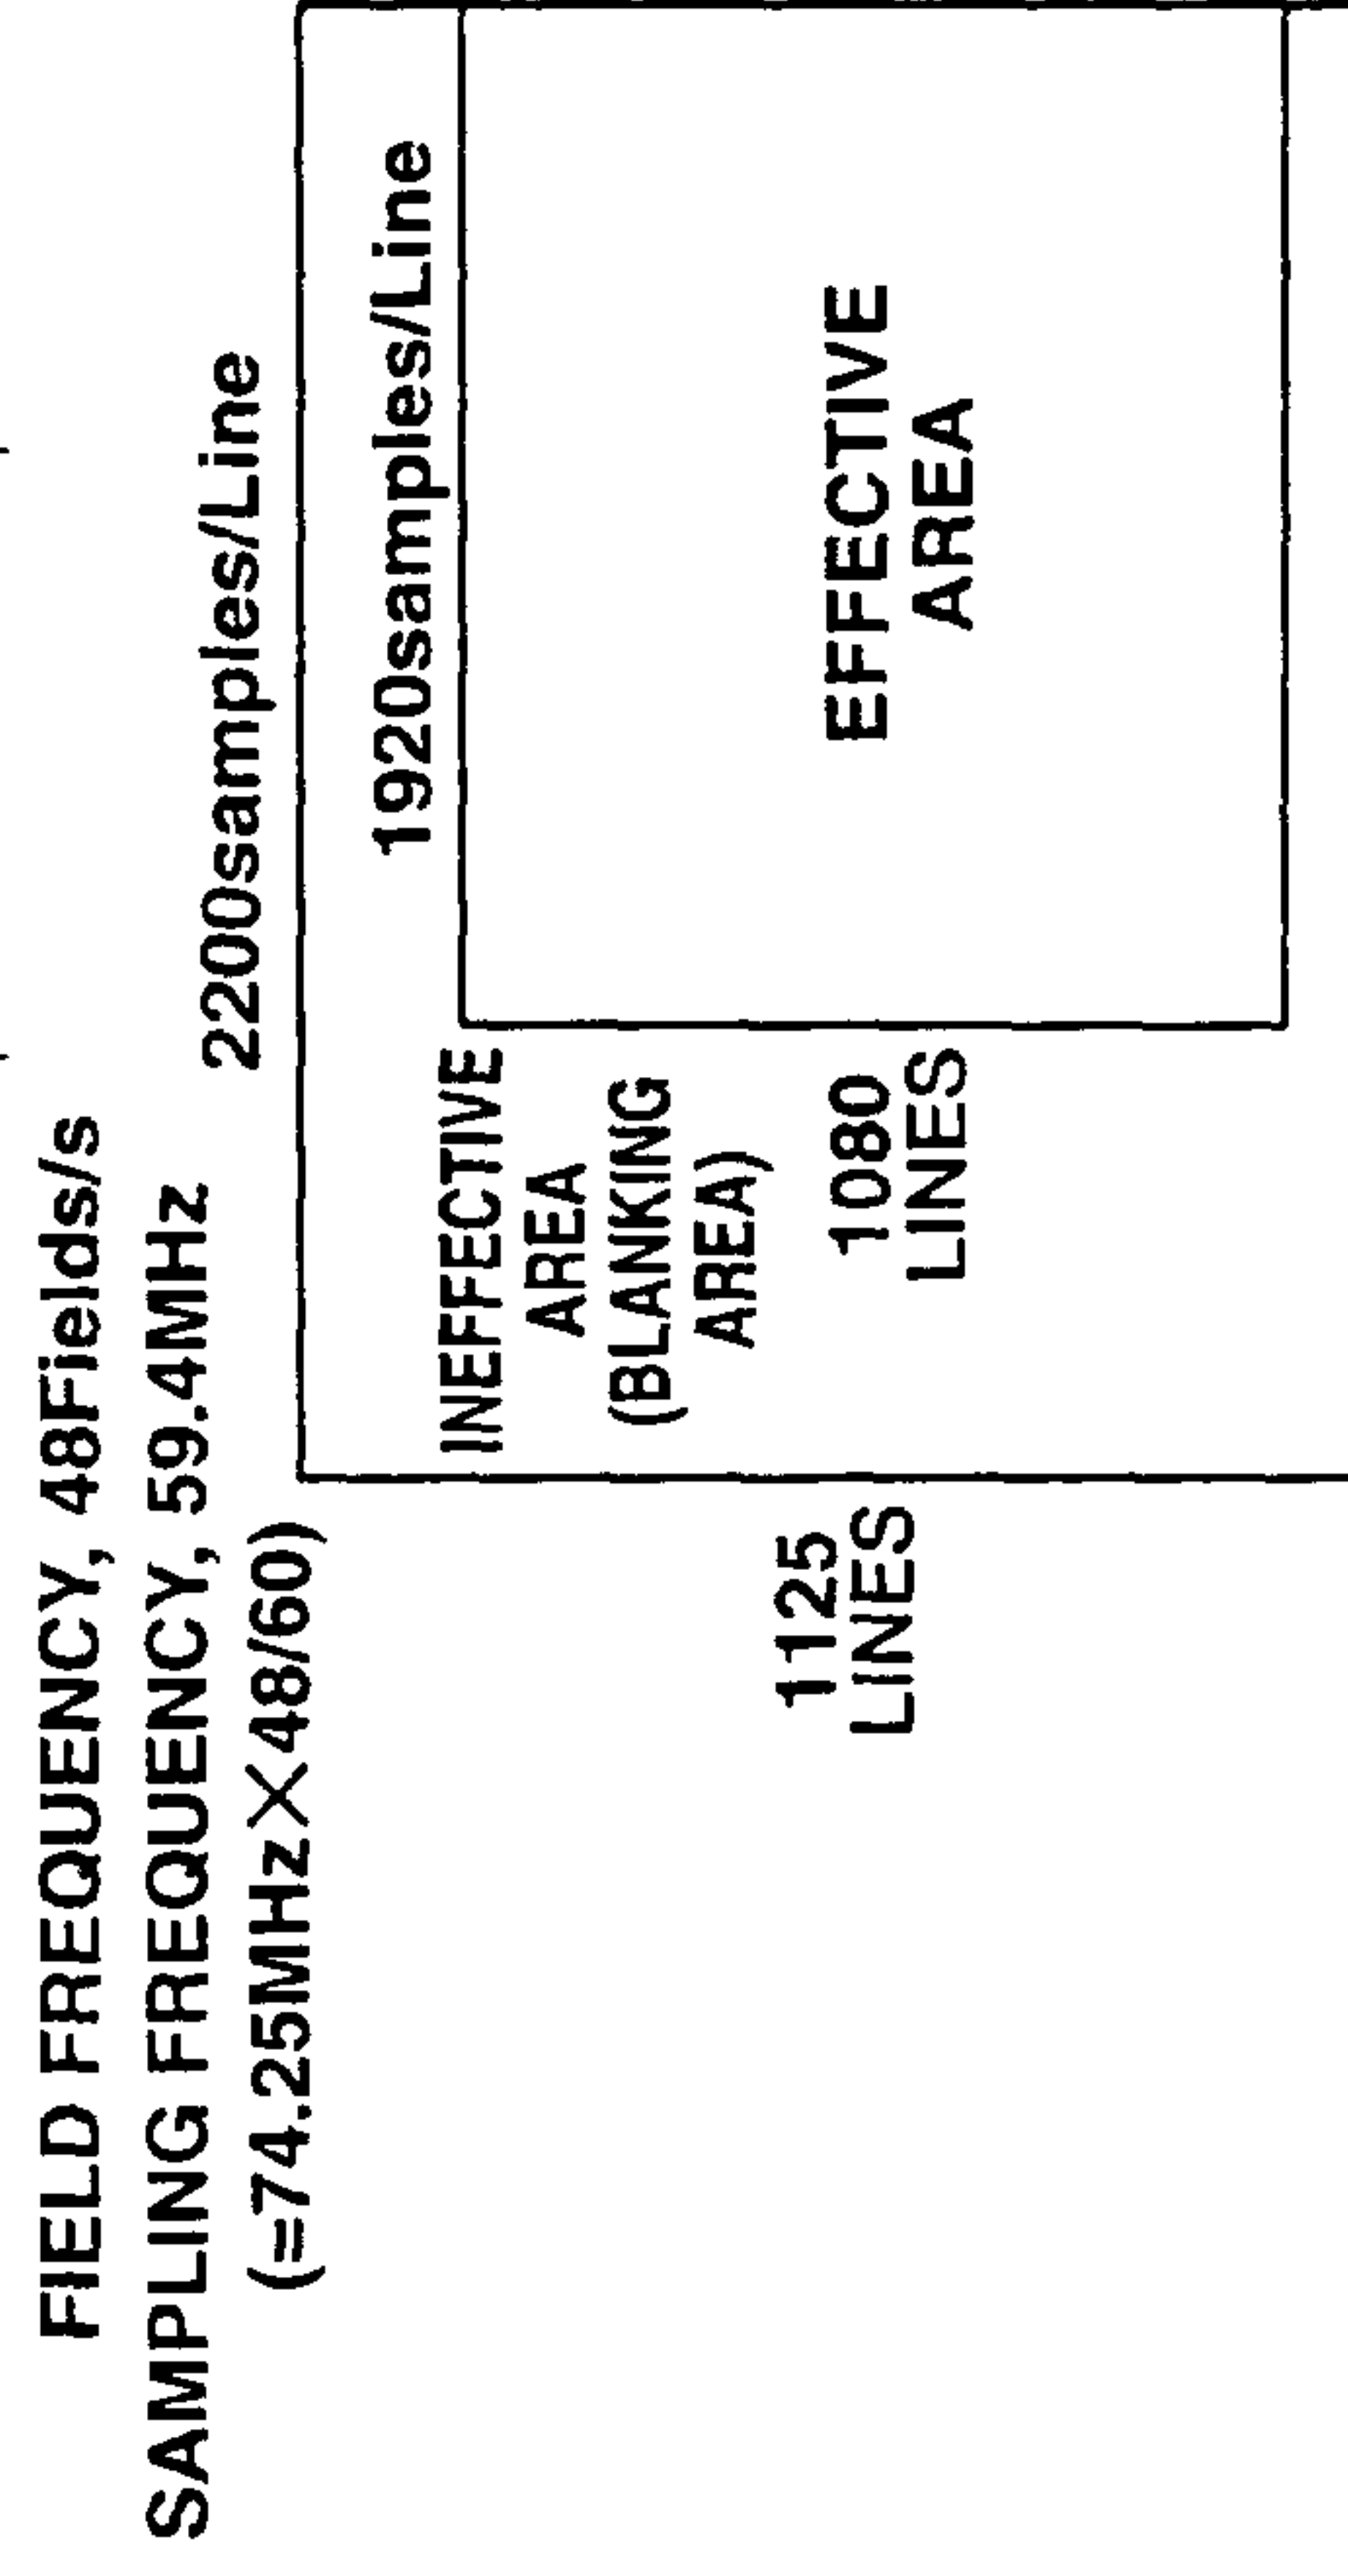 FIELD FREQUENCY, 48Fields/s
SAMPLING FREQUENCY, 59.4MHz
(=74.25MHz×48/60)
2200samples/Line
1920samples/Line
INEFFECTIVE
AREA
(BLANKING
AREA)
1125
LINES
1080
LINES
EFFECTIVE
AREA